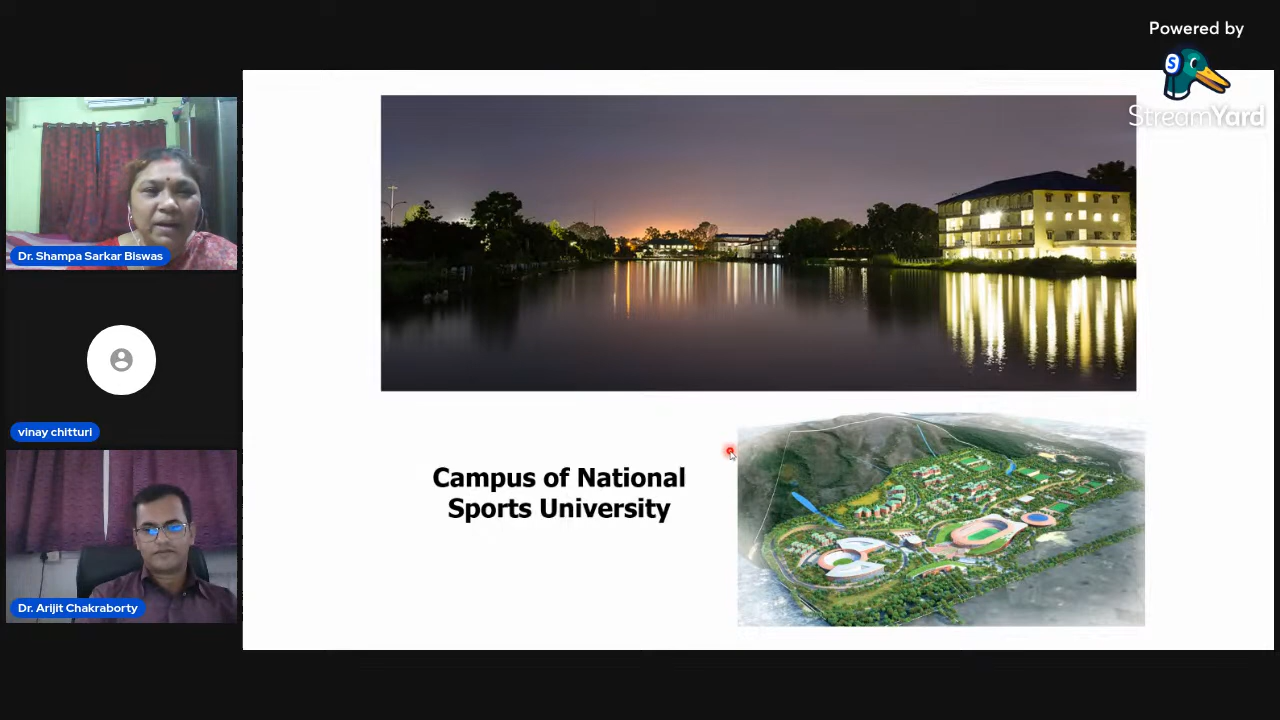 Powered by
S
StreamYard
Dr. Shampa Sarkar Biswas
vinay chitturi
Dr. Arijit Chakraborty
Campus of National
Sports University